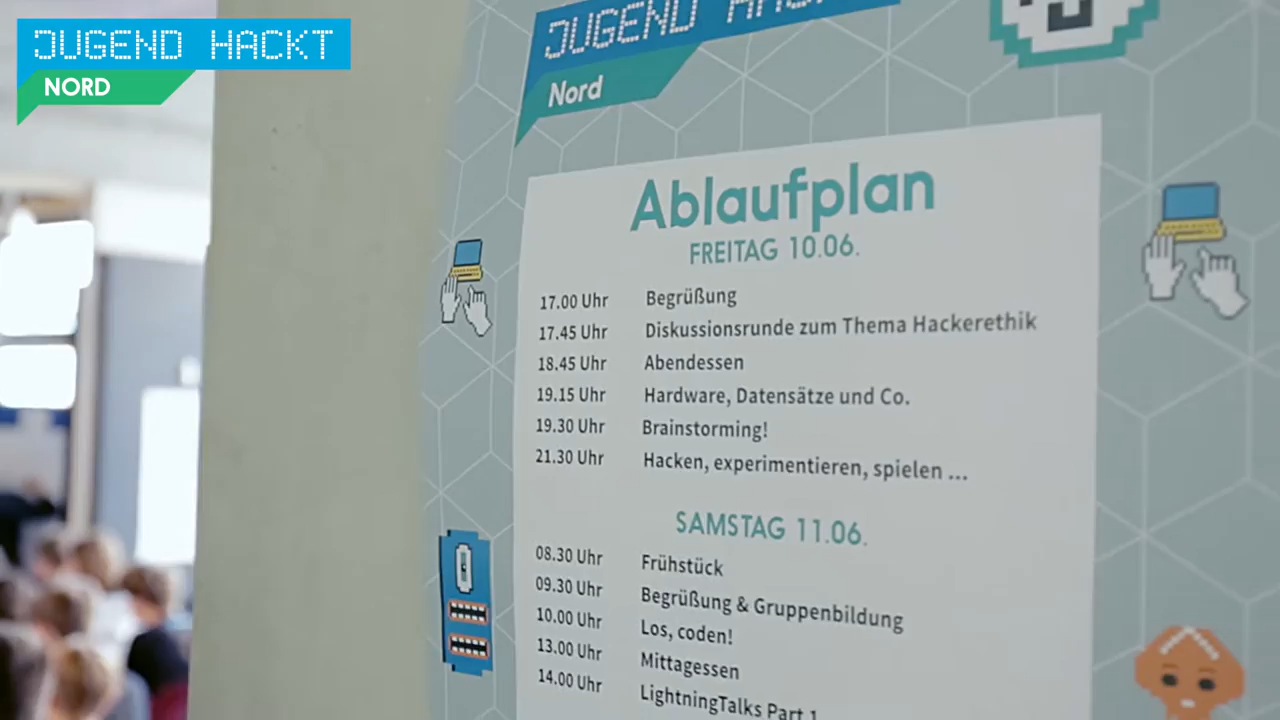 JUGEND HACKT
NORD
JUGEND HACKT
Nord
Ablaufplan
FREITAG 10.06.
17.00 Uhr Begrüßung
17.45 Uhr Diskussionsrunde zum Thema Hackerethik
18.45 Uhr Abendessen
19.15 Uhr Hardware, Datensätze und Co.
19.30 Uhr Brainstorming!
21.30 Uhr Hacken, experimentieren, spielen ...
SAMSTAG 11.06.
08.30 Uhr Frühstück
09.30 Uhr Begrüßung & Gruppenbildung
10.00 Uhr Los, coden!
13.00 Uhr Mittagessen
14.00 Uhr LightningTalks Part 1